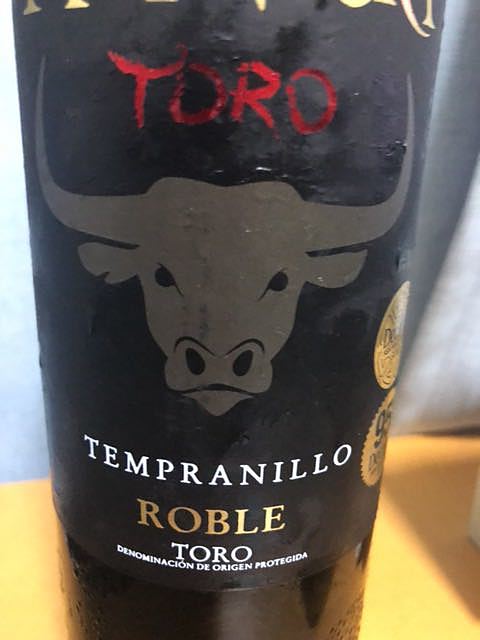 TORO
TEMPRANILLO
ROBLE
TORO
DENOMINACIÓN DE ORIGEN PROTEGIDA